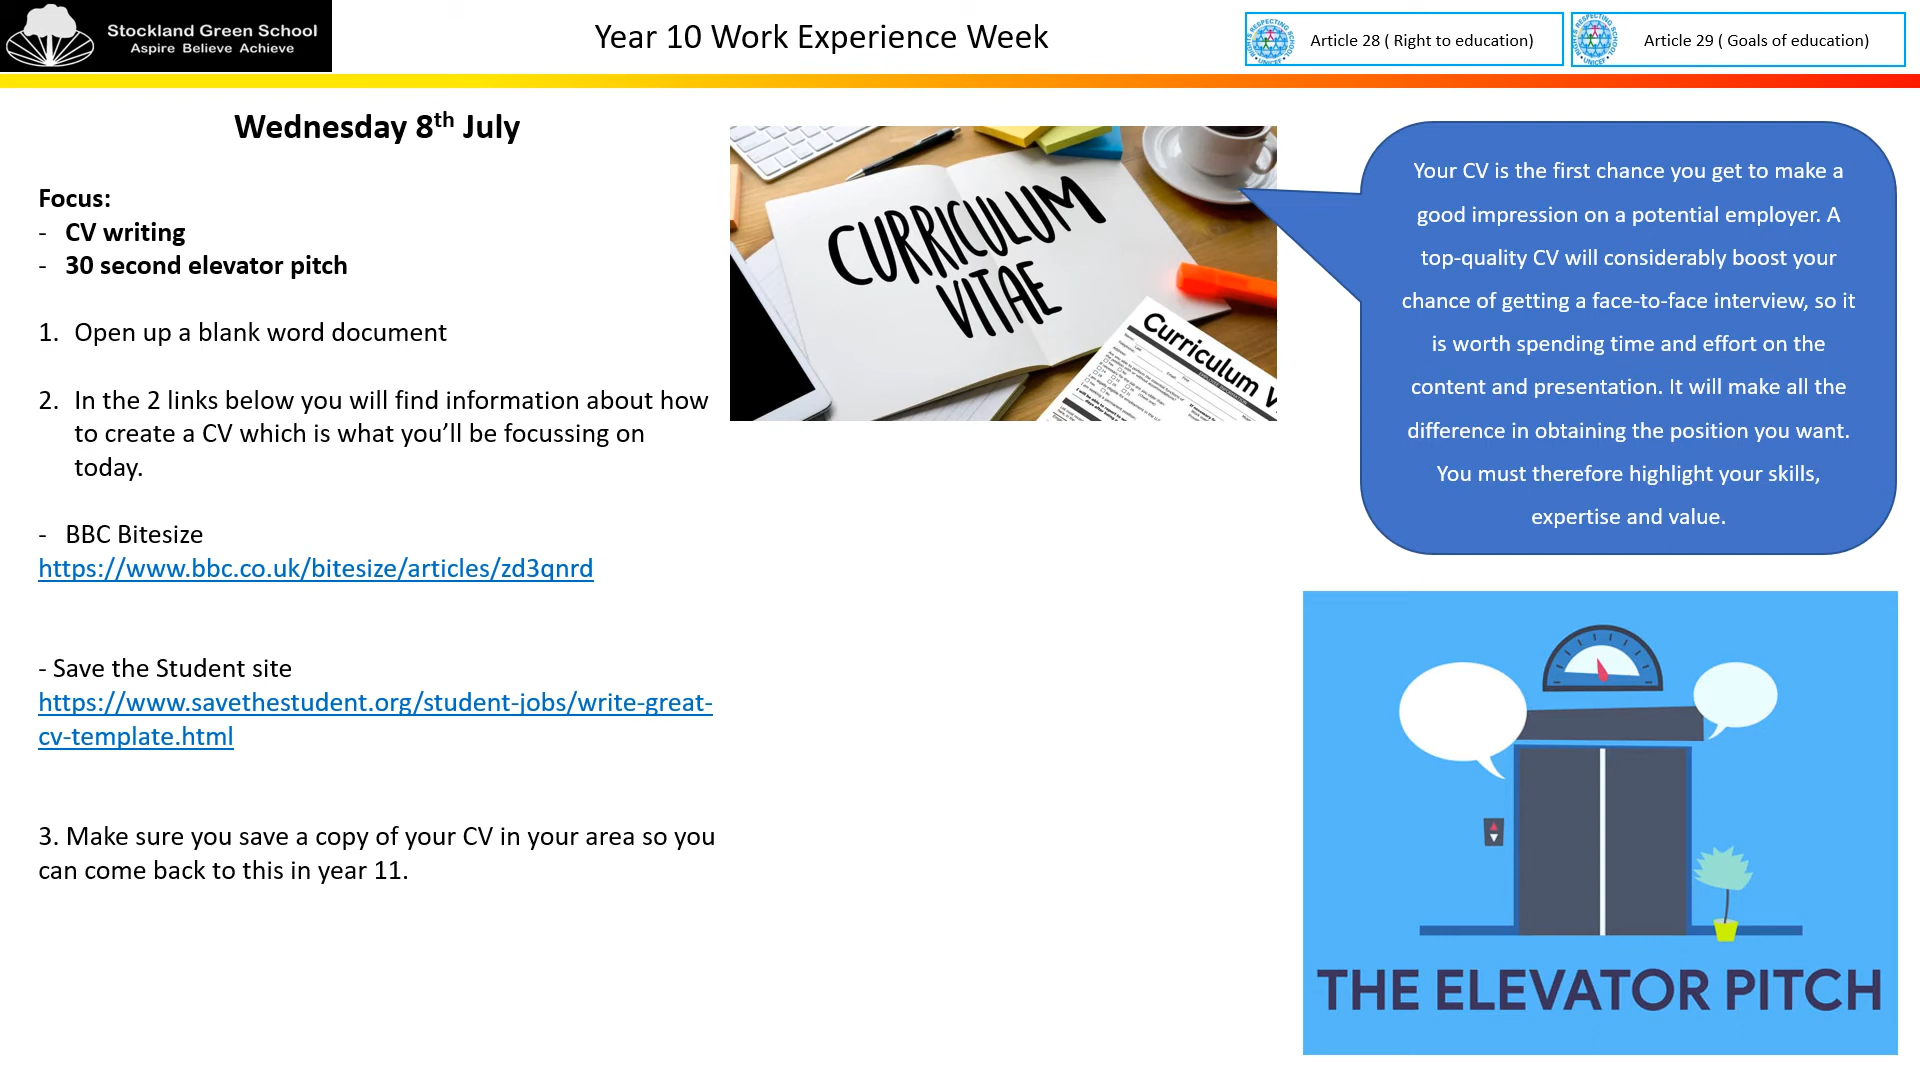 Stockland Green School
Aspire Believe Achieve
Year 10 Work Experience Week
Article 28 ( Right to education)
Article 29 ( Goals of education)
Wednesday 8th July
Focus:
- CV writing
- 30 second elevator pitch
1. Open up a blank word document
2. In the 2 links below you will find information about how
to create a CV which is what you’ll be focussing on
today.
- BBC Bitesize
https://www.bbc.co.uk/bitesize/articles/zd3qnrd
- Save the Student site
https://www.savethestudent.org/student-jobs/write-great-
cv-template.html
3. Make sure you save a copy of your CV in your area so you
can come back to this in year 11.
CURRICULUM
VITAE
Curriculum V
Your CV is the first chance you get to make a
good impression on a potential employer. A
top-quality CV will considerably boost your
chance of getting a face-to-face interview, so it
is worth spending time and effort on the
content and presentation. It will make all the
difference in obtaining the position you want.
You must therefore highlight your skills,
expertise and value.
THE ELEVATOR PITCH